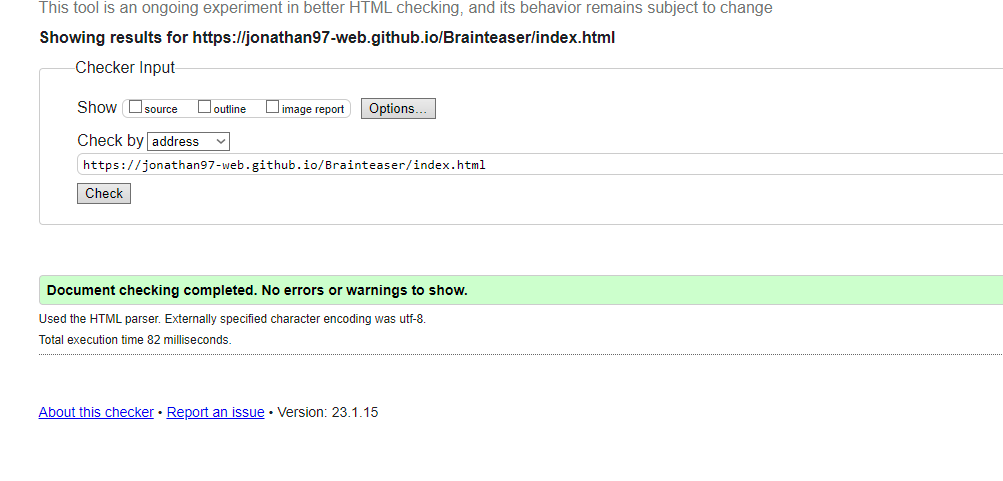 This tool is an ongoing experiment in better HTML checking, and its behavior remains subject to change
Showing results for https://jonathan97-web.github.io/Brainteaser/index.html
Checker Input
Show source outline image report Options...
Check by address
https://jonathan97-web.github.io/Brainteaser/index.html
Check
Document checking completed. No errors or warnings to show.
Used the HTML parser. Externally specified character encoding was utf-8.
Total execution time 82 milliseconds.
About this checker • Report an issue • Version: 23.1.15